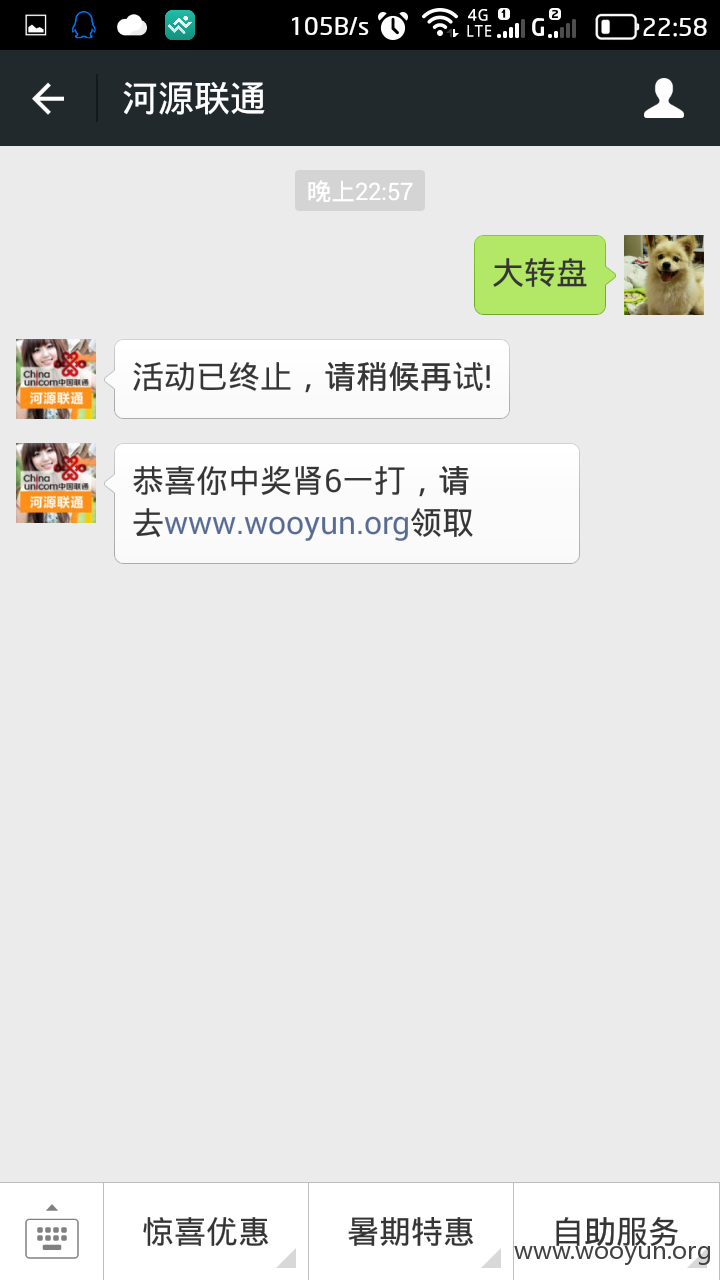 105B/s 4G LTE 1 G 2 22:58
河源联通
晚上22:57
大转盘
China
unicom中国联通
河源联通
活动已终止，请稍候再试!
China
unicom中国联通
河源联通
恭喜你中奖肾6一打，请
去www.wooyun.org领取
惊喜优惠 暑期特惠 自助服务
www.wooyun.org